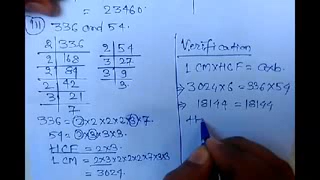 = 23460.
(iii) 336 and 54.
2 | 336
2 | 168
2 | 84
2 | 42
3 | 21
7
2 | 54
3 | 27
3 | 9
3
336 = 2×2×2×2×3×7
54 = 2×3×3×3
HCF = 2×3
LCM = 2×3×2×2×2×7×3×3
= 3024.
Verification
LCM×HCF = a×b.
⇒ 3024×6 = 336×54
⇒ 18144 = 18144